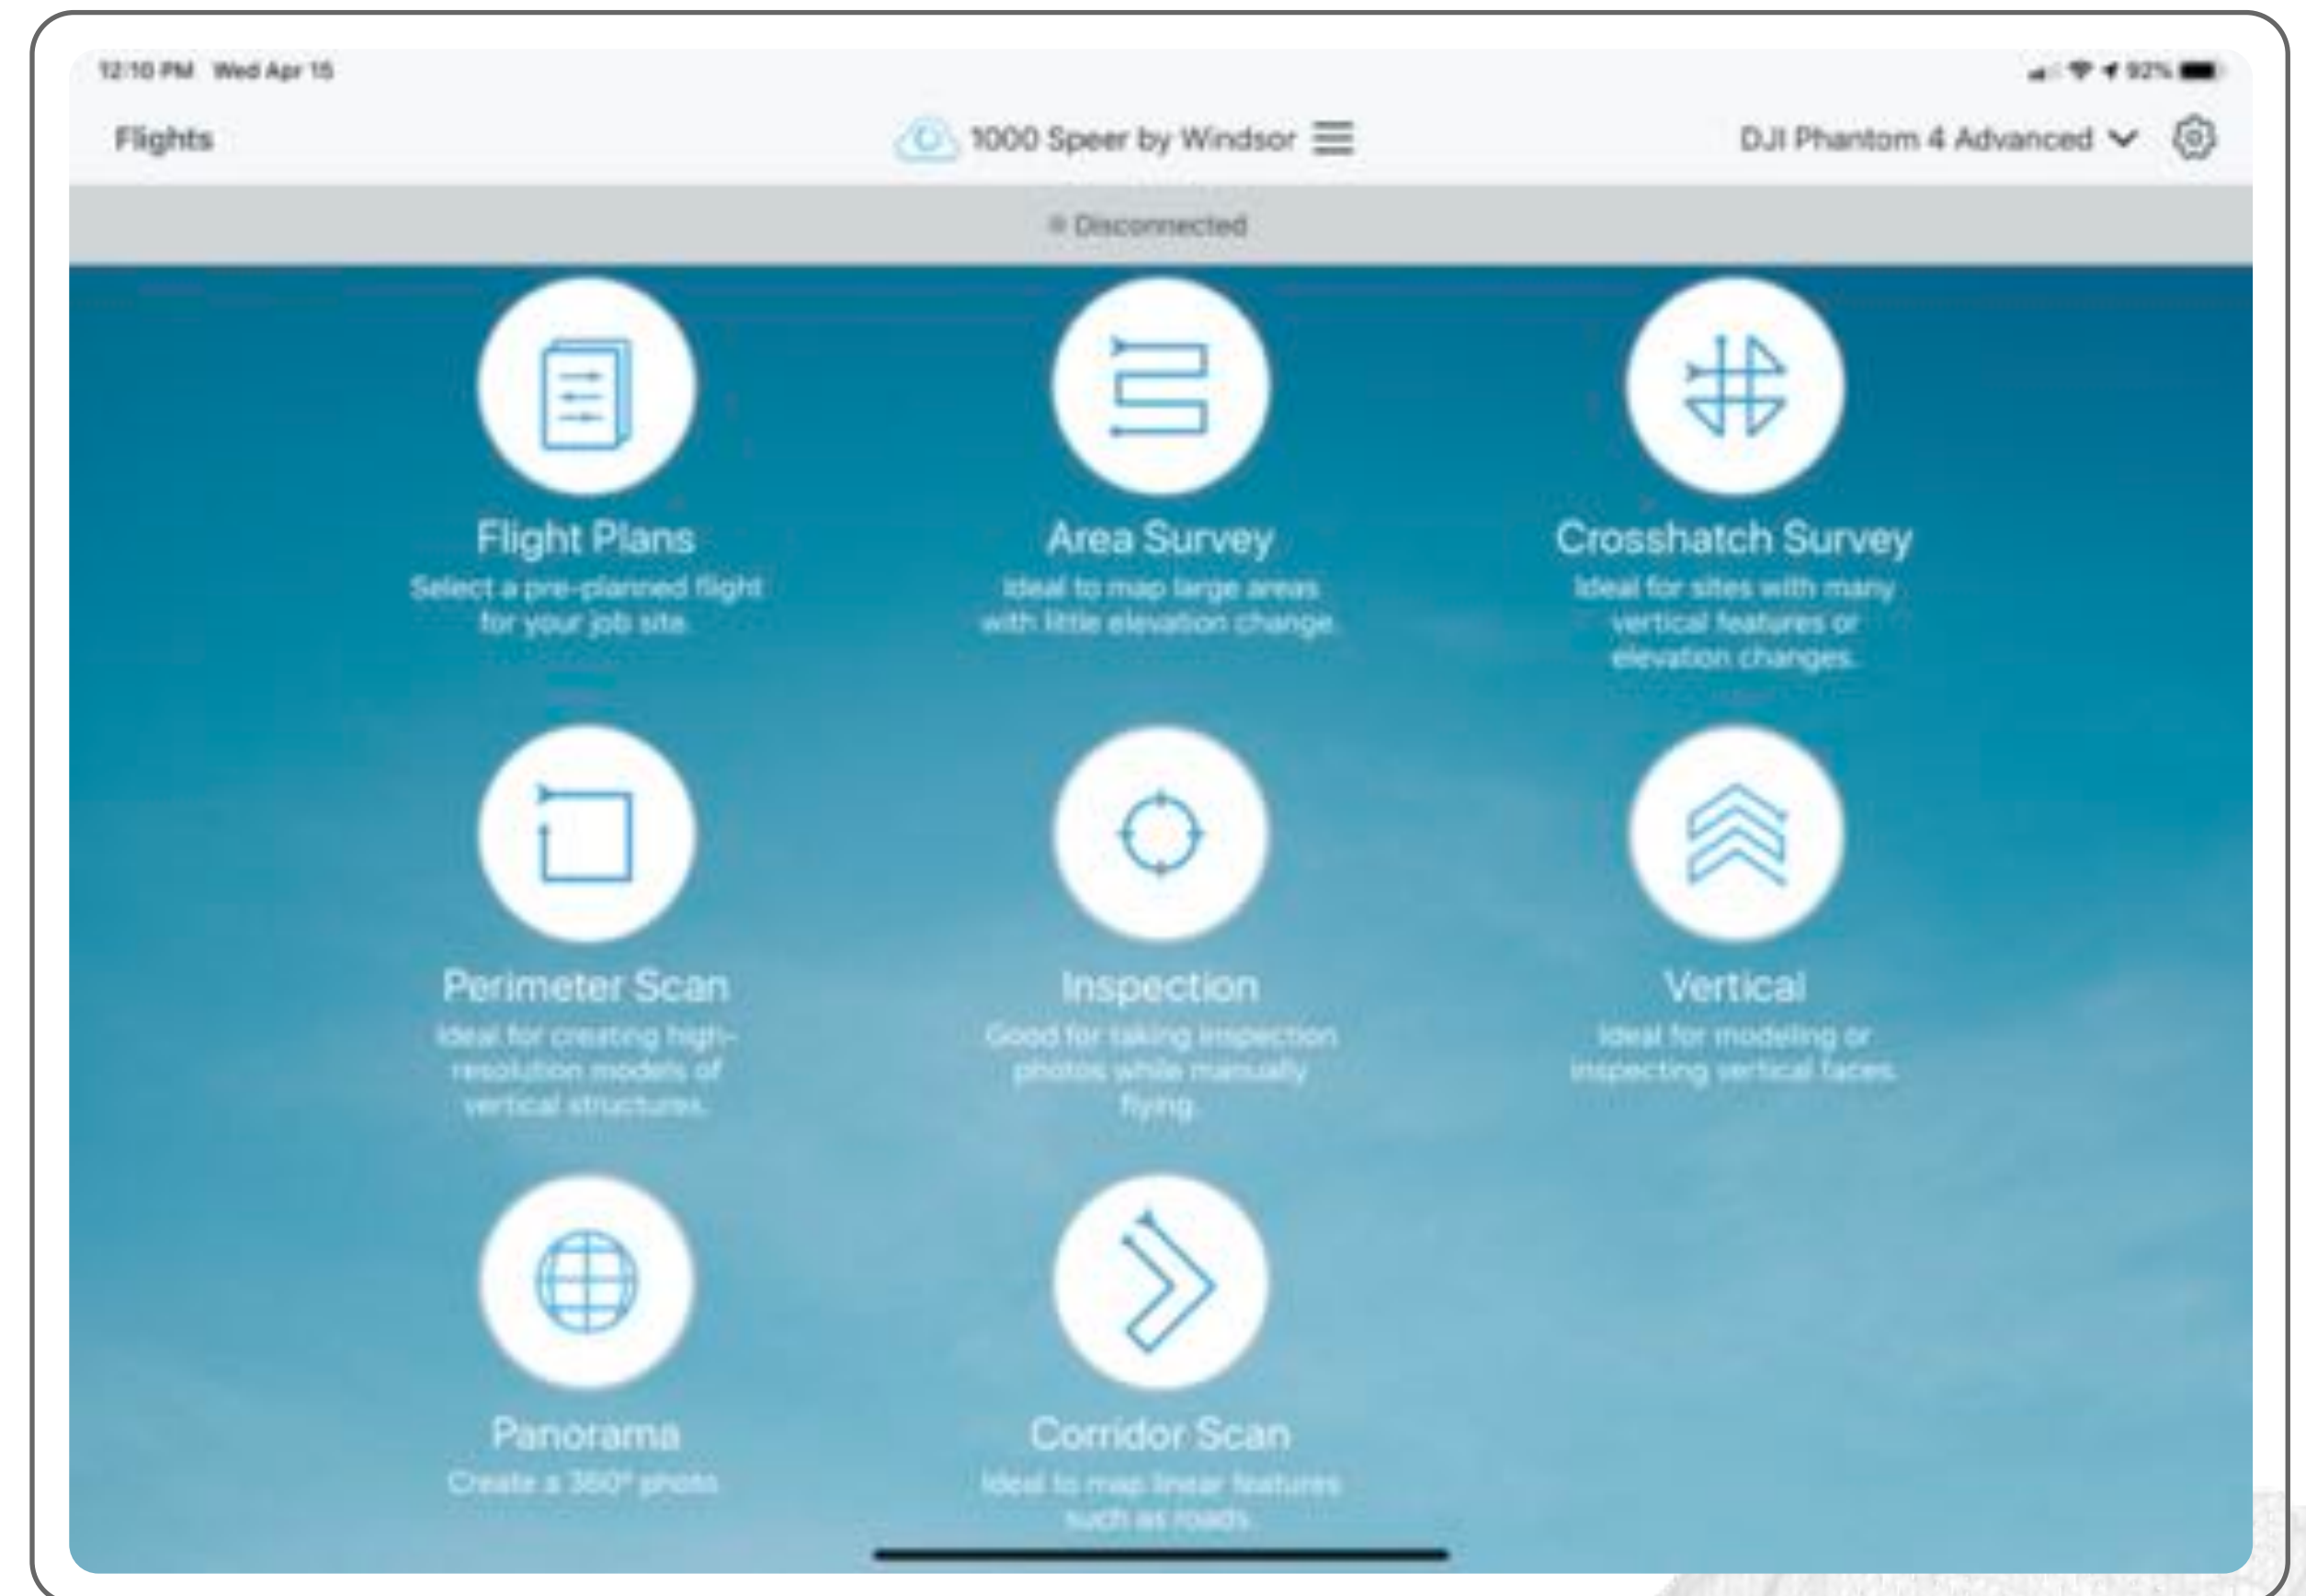 12:10 PM Wed Apr 15
92%
Flights
1000 Speer by Windsor
DJI Phantom 4 Advanced
Disconnected
Flight Plans
Select a pre-planned flight
for your job site.
Area Survey
Ideal to map large areas
with little elevation change.
Crosshatch Survey
Ideal for sites with many
vertical features or
elevation changes.
Perimeter Scan
Ideal for creating high-
resolution models of
vertical structures.
Inspection
Good for taking inspection
photos while manually
flying.
Vertical
Ideal for modeling or
inspecting vertical faces.
Panorama
Create a 360° photo.
Corridor Scan
Ideal to map linear features
such as roads.